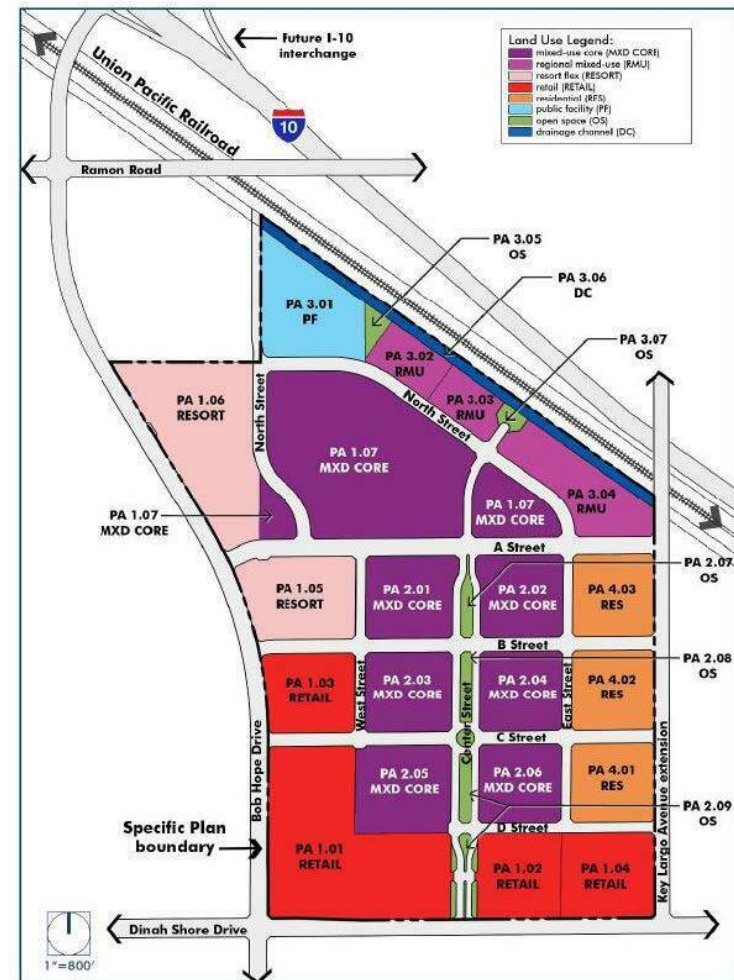 Future I-10
interchange
Land Use Legend:
mixed-use core (MXD CORE)
regional mixed-use (RMU)
resort flex (RESORT)
retail (RETAIL)
residential (RES)
public facility (PF)
open space (OS)
drainage channel (DC)
Union Pacific Railroad
10
Ramon Road
PA 3.05
OS
PA 3.06
DC
PA 3.01
PF
PA 3.07
OS
PA 3.02
RMU
PA 3.03
RMU
North Street
PA 1.06
RESORT
North Street
PA 1.07
MXD CORE
PA 3.04
RMU
PA 1.07
MXD CORE
PA 1.07
MXD CORE
A Street
PA 2.07
OS
PA 1.05
RESORT
PA 2.01
MXD CORE
PA 2.02
MXD CORE
PA 4.03
RES
B Street
PA 2.08
OS
PA 1.03
RETAIL
West Street
PA 2.03
MXD CORE
Center Street
PA 2.04
MXD CORE
East Street
PA 4.02
RES
C Street
Bob Hope Drive
PA 2.05
MXD CORE
PA 2.06
MXD CORE
PA 4.01
RES
PA 2.09
OS
D Street
Key Largo Avenue extension
Specific Plan
boundary
PA 1.01
RETAIL
PA 1.02
RETAIL
PA 1.04
RETAIL
Dinah Shore Drive
1"=800'